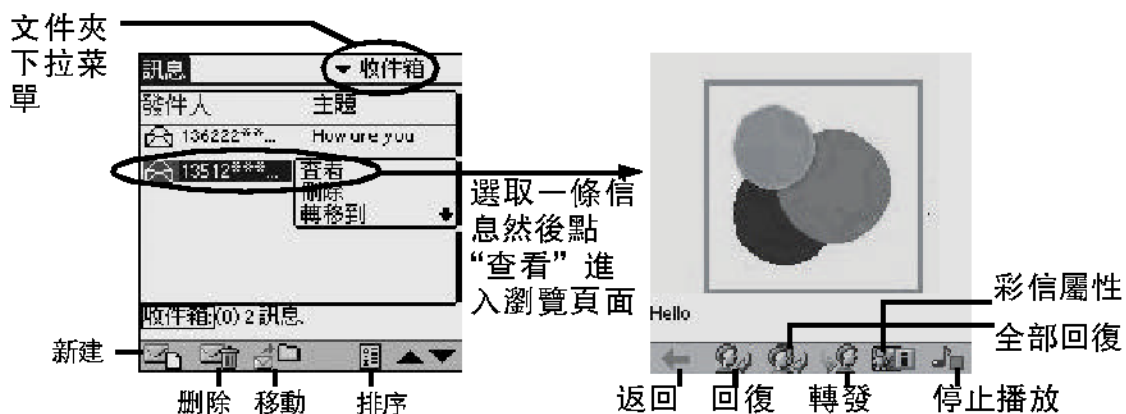 文件夾
下拉菜
單
訊息
收件箱
發件人 主題
136222**... How are you
13512***... 查看
刪除
轉移到
收件箱:(0) 2 訊息.
新建
删除 移動 排序
選取一條信
息然後點
“查看”進
入瀏覽頁面
Hello
彩信屬性
全部回復
返回 回復 轉發 停止播放